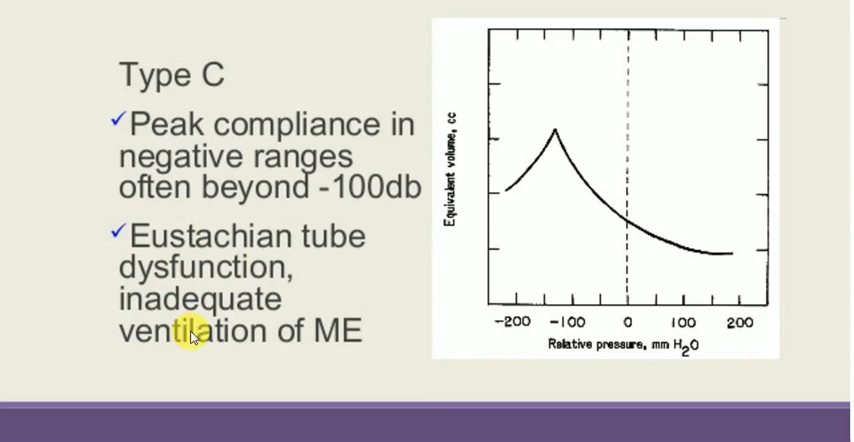 Type C
✓Peak compliance in
negative ranges
often beyond -100db
✓Eustachian tube
dysfunction,
inadequate
ventilation of ME
Equivalent volume, cc
-200 -100 0 100 200
Relative pressure, mm H2O